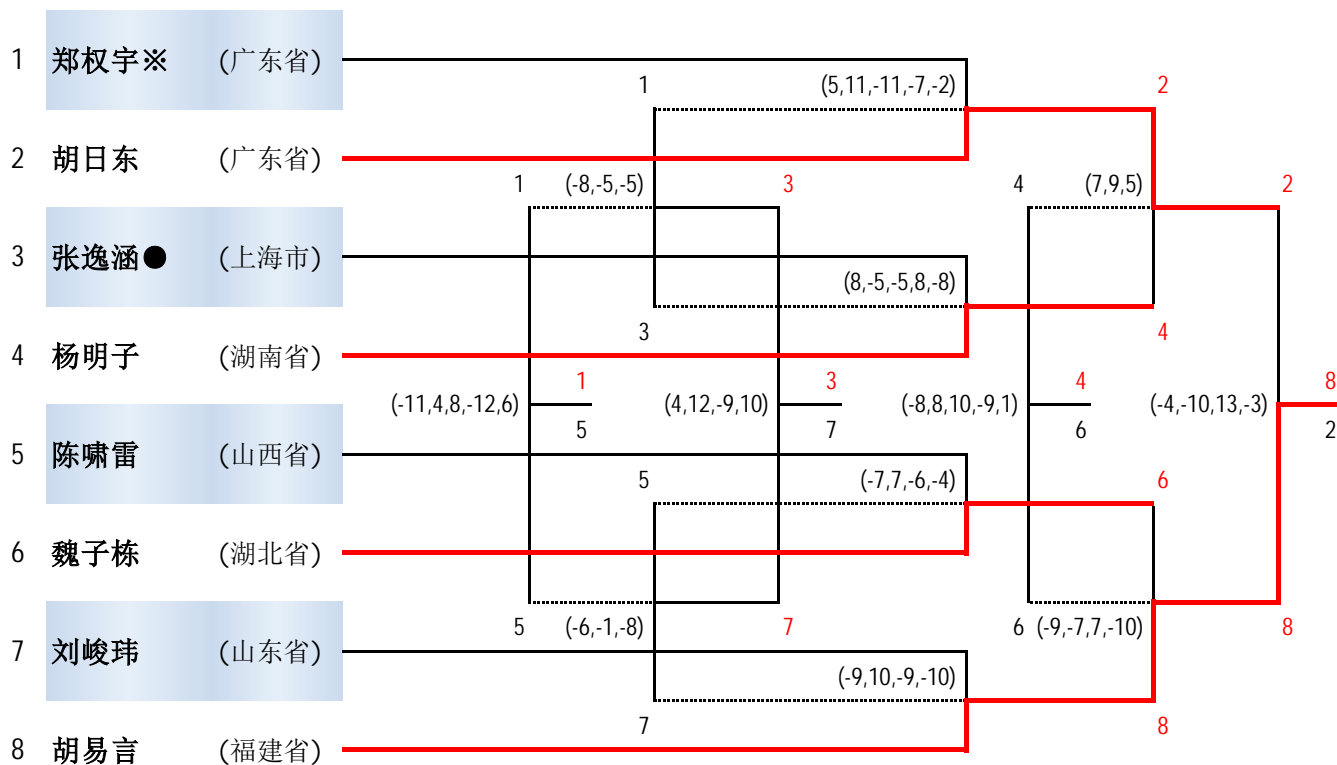 1 郑权宇※ (广东省)
1 (5,11,-11,-7,-2) 2
2 胡日东 (广东省)
1 (-8,-5,-5) 3 4 (7,9,5) 2
3 张逸涵● (上海市)
(8,-5,-5,8,-8)
3 4
4 杨明子 (湖南省)
1 3 4 8
(-11,4,8,-12,6) (4,12,-9,10) (-8,8,10,-9,1) (-4,-10,13,-3)
5 7 6 2
5 陈啸雷 (山西省)
5 (-7,7,-6,-4) 6
6 魏子栋 (湖北省)
5 (-6,-1,-8) 7 6 (-9,-7,7,-10) 8
7 刘峻玮 (山东省)
(-9,10,-9,-10)
7 8
8 胡易言 (福建省)